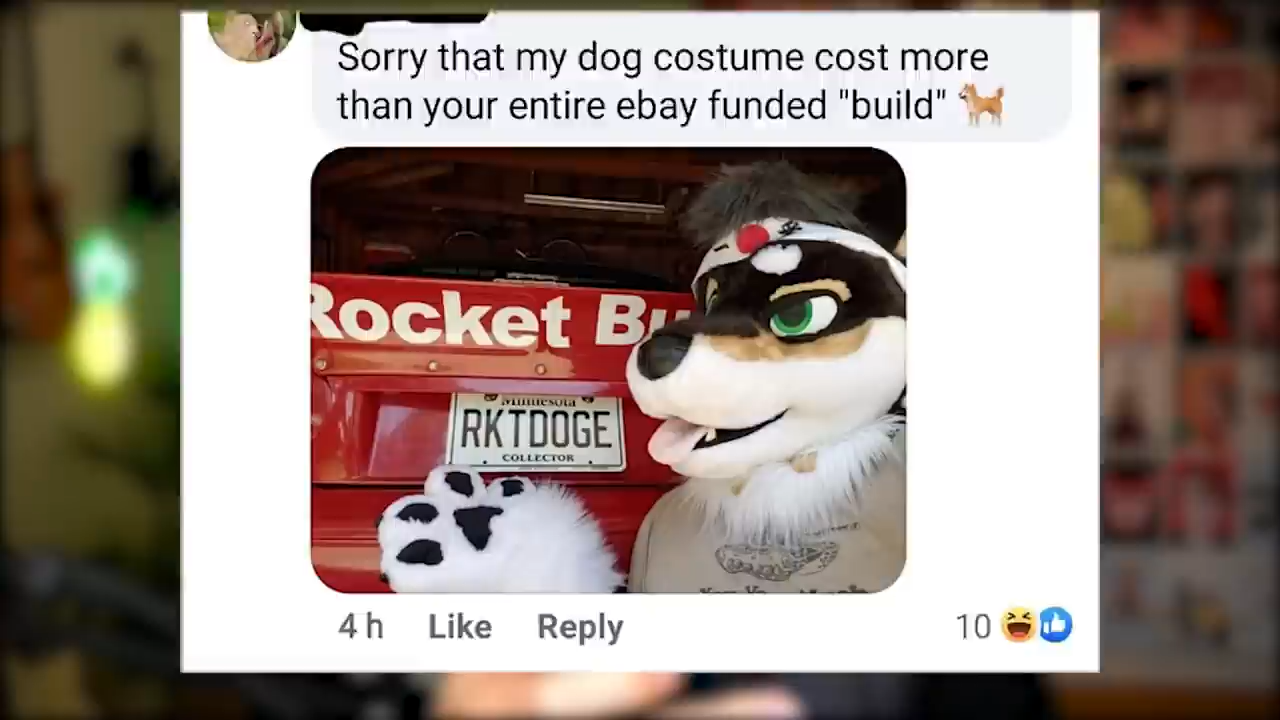 Sorry that my dog costume cost more
than your entire ebay funded "build" 🐕
Rocket Bu
Minnesota
RKTDOGE
COLLECTOR
4 h Like Reply 10